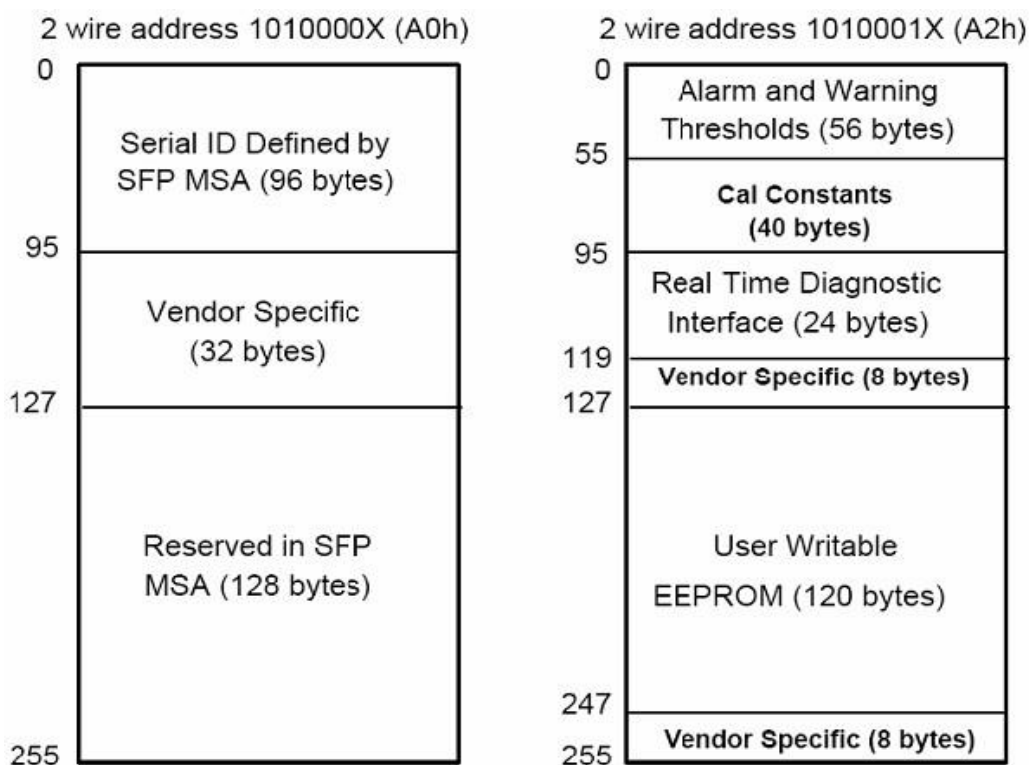 2 wire address 1010000X (A0h)
0
Serial ID Defined by
SFP MSA (96 bytes)
95
Vendor Specific
(32 bytes)
127
Reserved in SFP
MSA (128 bytes)
255
2 wire address 1010001X (A2h)
0
Alarm and Warning
Thresholds (56 bytes)
55
Cal Constants
(40 bytes)
95
Real Time Diagnostic
Interface (24 bytes)
119
Vendor Specific (8 bytes)
127
User Writable
EEPROM (120 bytes)
247
Vendor Specific (8 bytes)
255